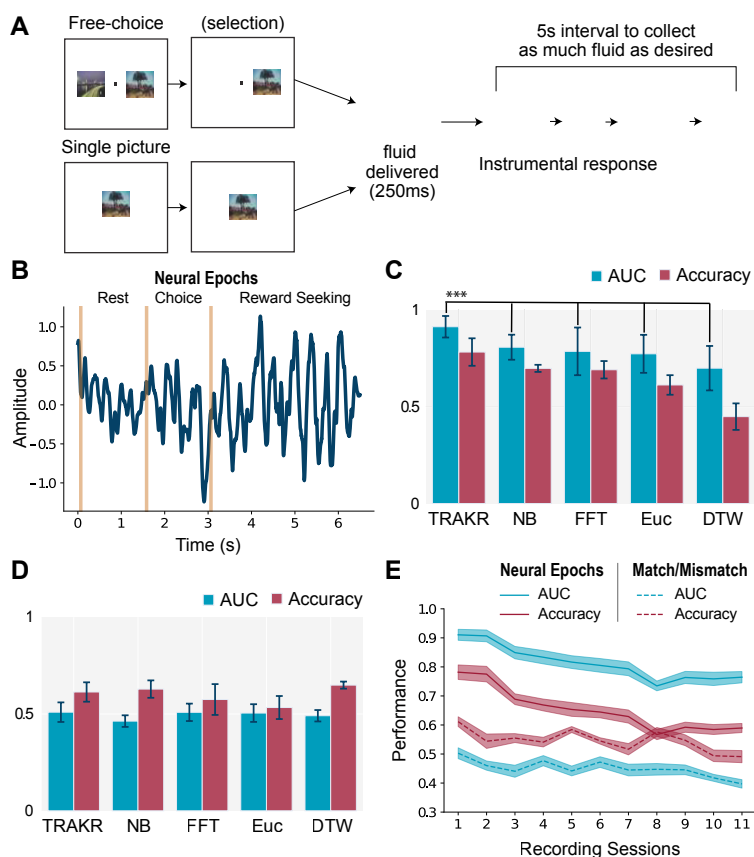 A
Free-choice
(selection)
5s interval to collect
as much fluid as desired
Single picture
fluid
delivered
(250ms)
Instrumental response
B
Neural Epochs
Rest
Choice
Reward Seeking
1.0
0.5
0.0
−0.5
−1.0
Amplitude
0 1 2 3 4 5 6
Time (s)
C
AUC
Accuracy
***
1
0.5
0
TRAKR NB FFT Euc DTW
D
AUC
Accuracy
1
0.5
0
TRAKR NB FFT Euc DTW
E
Neural Epochs
Match/Mismatch
AUC
AUC
Accuracy
Accuracy
1.0
0.9
0.8
0.7
0.6
0.5
0.4
0.3
Performance
1 2 3 4 5 6 7 8 9 10 11
Recording Sessions